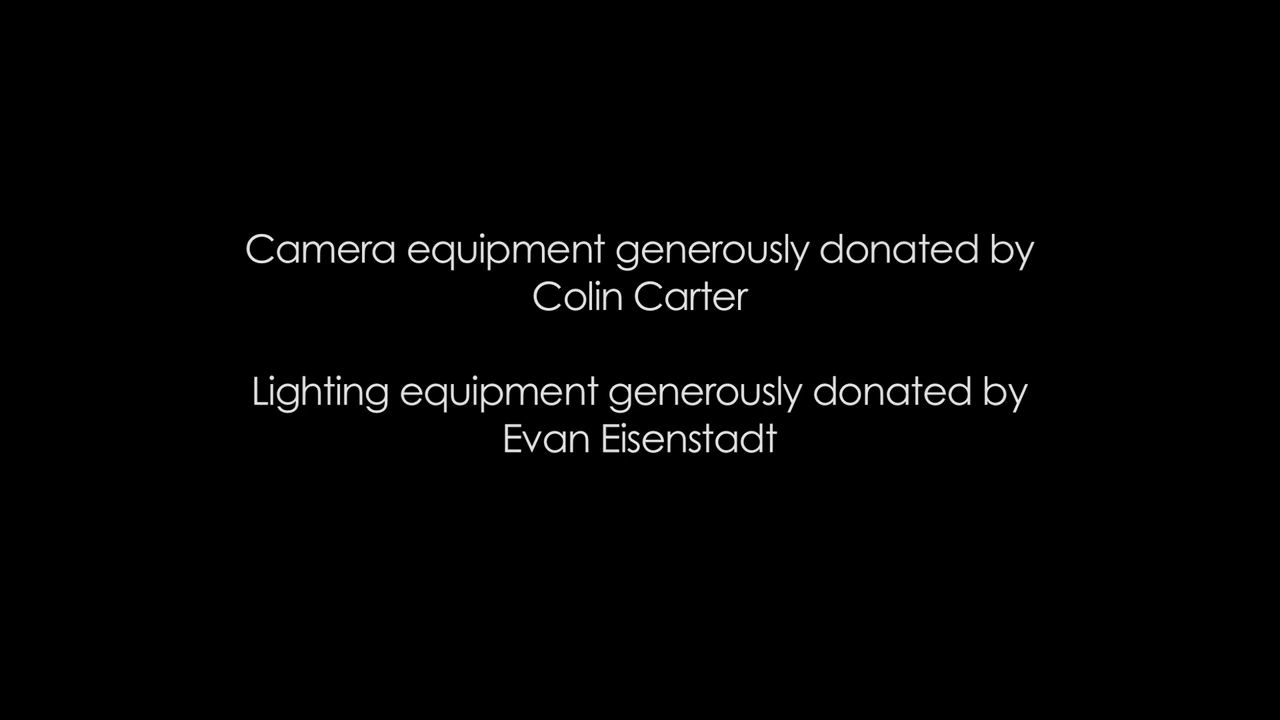 Camera equipment generously donated by
Colin Carter
Lighting equipment generously donated by
Evan Eisenstadt